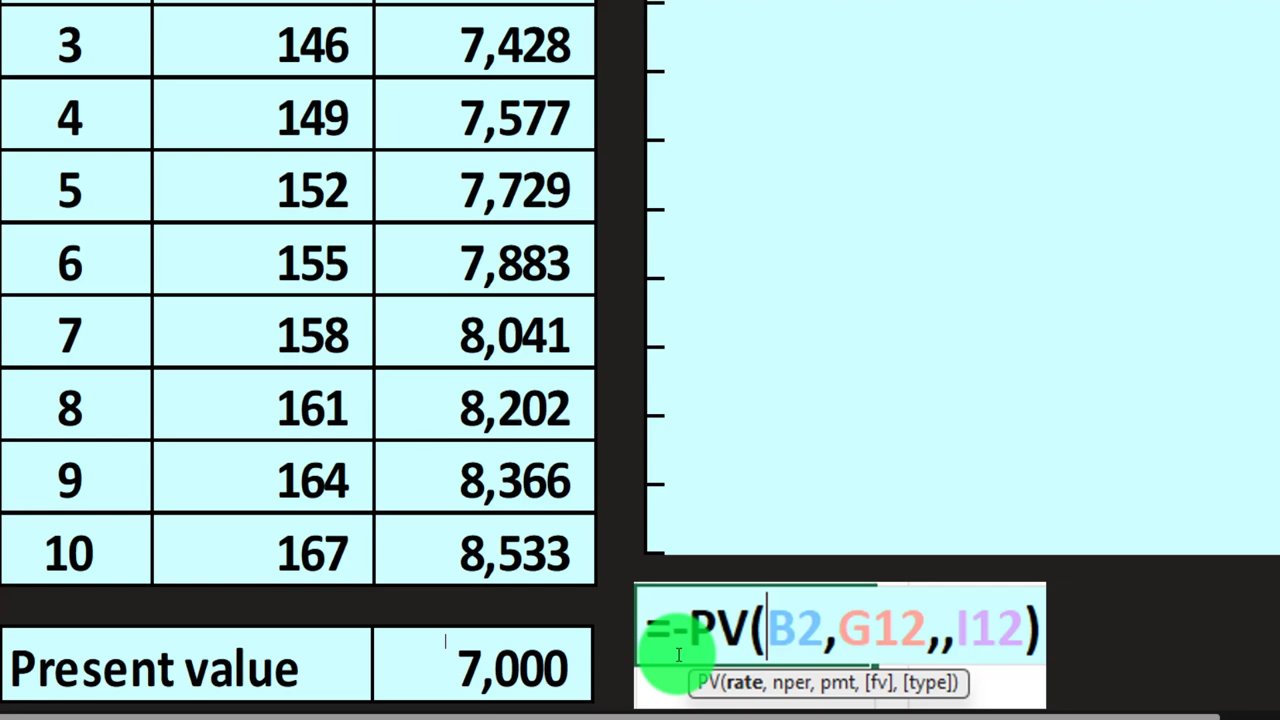 3 146 7,428
4 149 7,577
5 152 7,729
6 155 7,883
7 158 8,041
8 161 8,202
9 164 8,366
10 167 8,533
Present value 7,000
=-PV(B2,G12,,I12)
PV(rate, nper, pmt, [fv], [type])